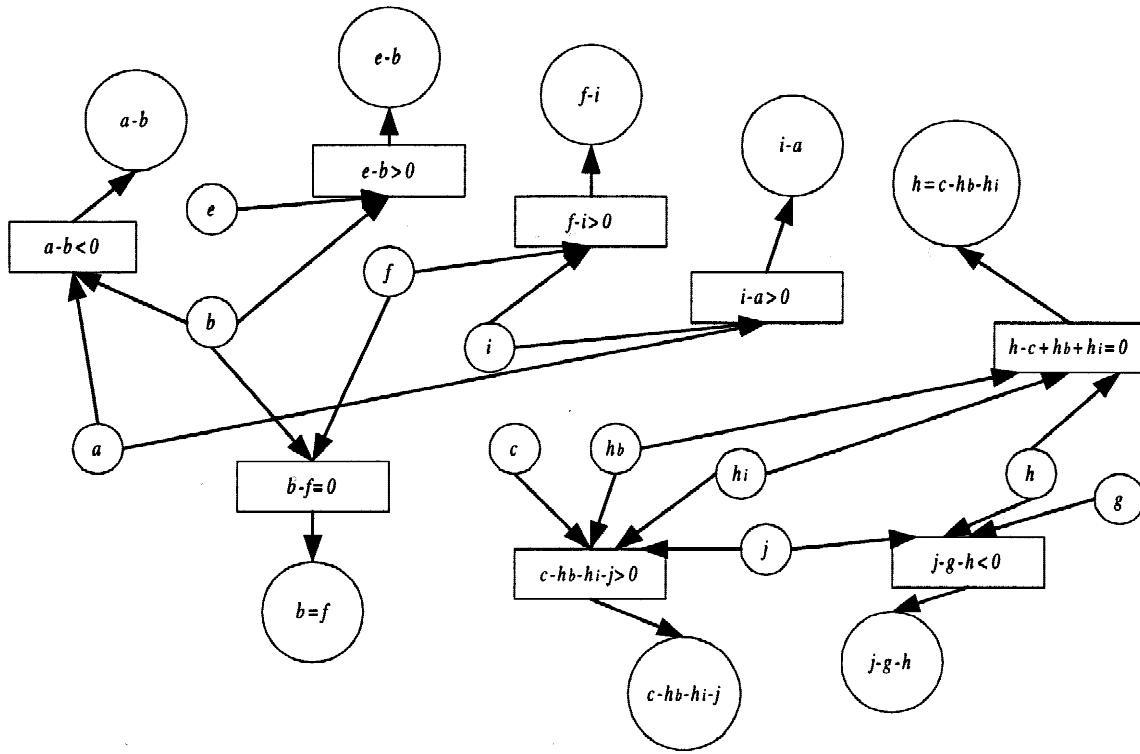 e-b
f-i
a-b
i-a
e-b>0
h=c-hb-hi
e
f-i>0
a-b<0
f
i-a>0
b
i
h-c+hb+hi=0
a
c
hb
hi
h
g
b-f=0
j
c-hb-hi-j>0
j-g-h<0
b=f
j-g-h
c-hb-hi-j